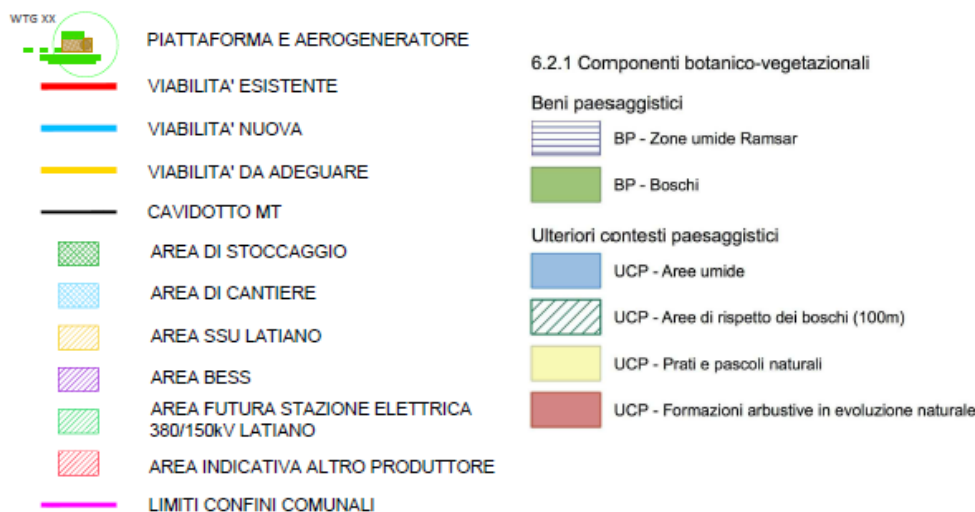 WTG XX
PIATTAFORMA E AEROGENERATORE
VIABILITA' ESISTENTE
VIABILITA' NUOVA
VIABILITA' DA ADEGUARE
CAVIDOTTO MT
AREA DI STOCCAGGIO
AREA DI CANTIERE
AREA SSU LATIANO
AREA BESS
AREA FUTURA STAZIONE ELETTRICA
380/150kV LATIANO
AREA INDICATIVA ALTRO PRODUTTORE
LIMITI CONFINI COMUNALI
6.2.1 Componenti botanico-vegetazionali
Beni paesaggistici
BP - Zone umide Ramsar
BP - Boschi
Ulteriori contesti paesaggistici
UCP - Aree umide
UCP - Aree di rispetto dei boschi (100m)
UCP - Prati e pascoli naturali
UCP - Formazioni arbustive in evoluzione naturale